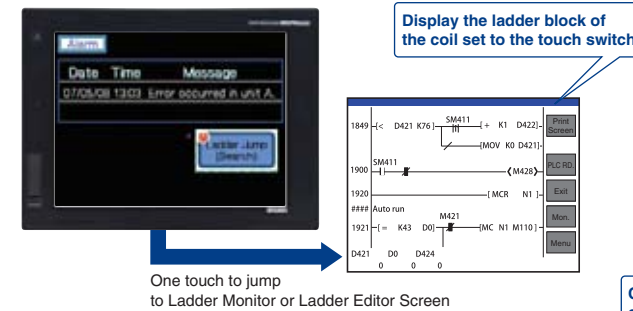 Display the ladder block of
the coil set to the touch switch
Alarm
Date Time Message
07/05/08 13:03 Error occurred in unit A.
Ladder Jump
(Search)
1849 [< D421 K76] SM411 [+ K1 D422]
[MOV K0 D421]
Print
Screen
1900 SM411 (M428)
PLC RD.
1920 [MCR N1]
Exit
#### Auto run
1921 [= K43 D0] M421 [MC N1 M110]
Mon.
Menu
D421 D0 D424
0 0 0
One touch to jump
to Ladder Monitor or Ladder Editor Screen